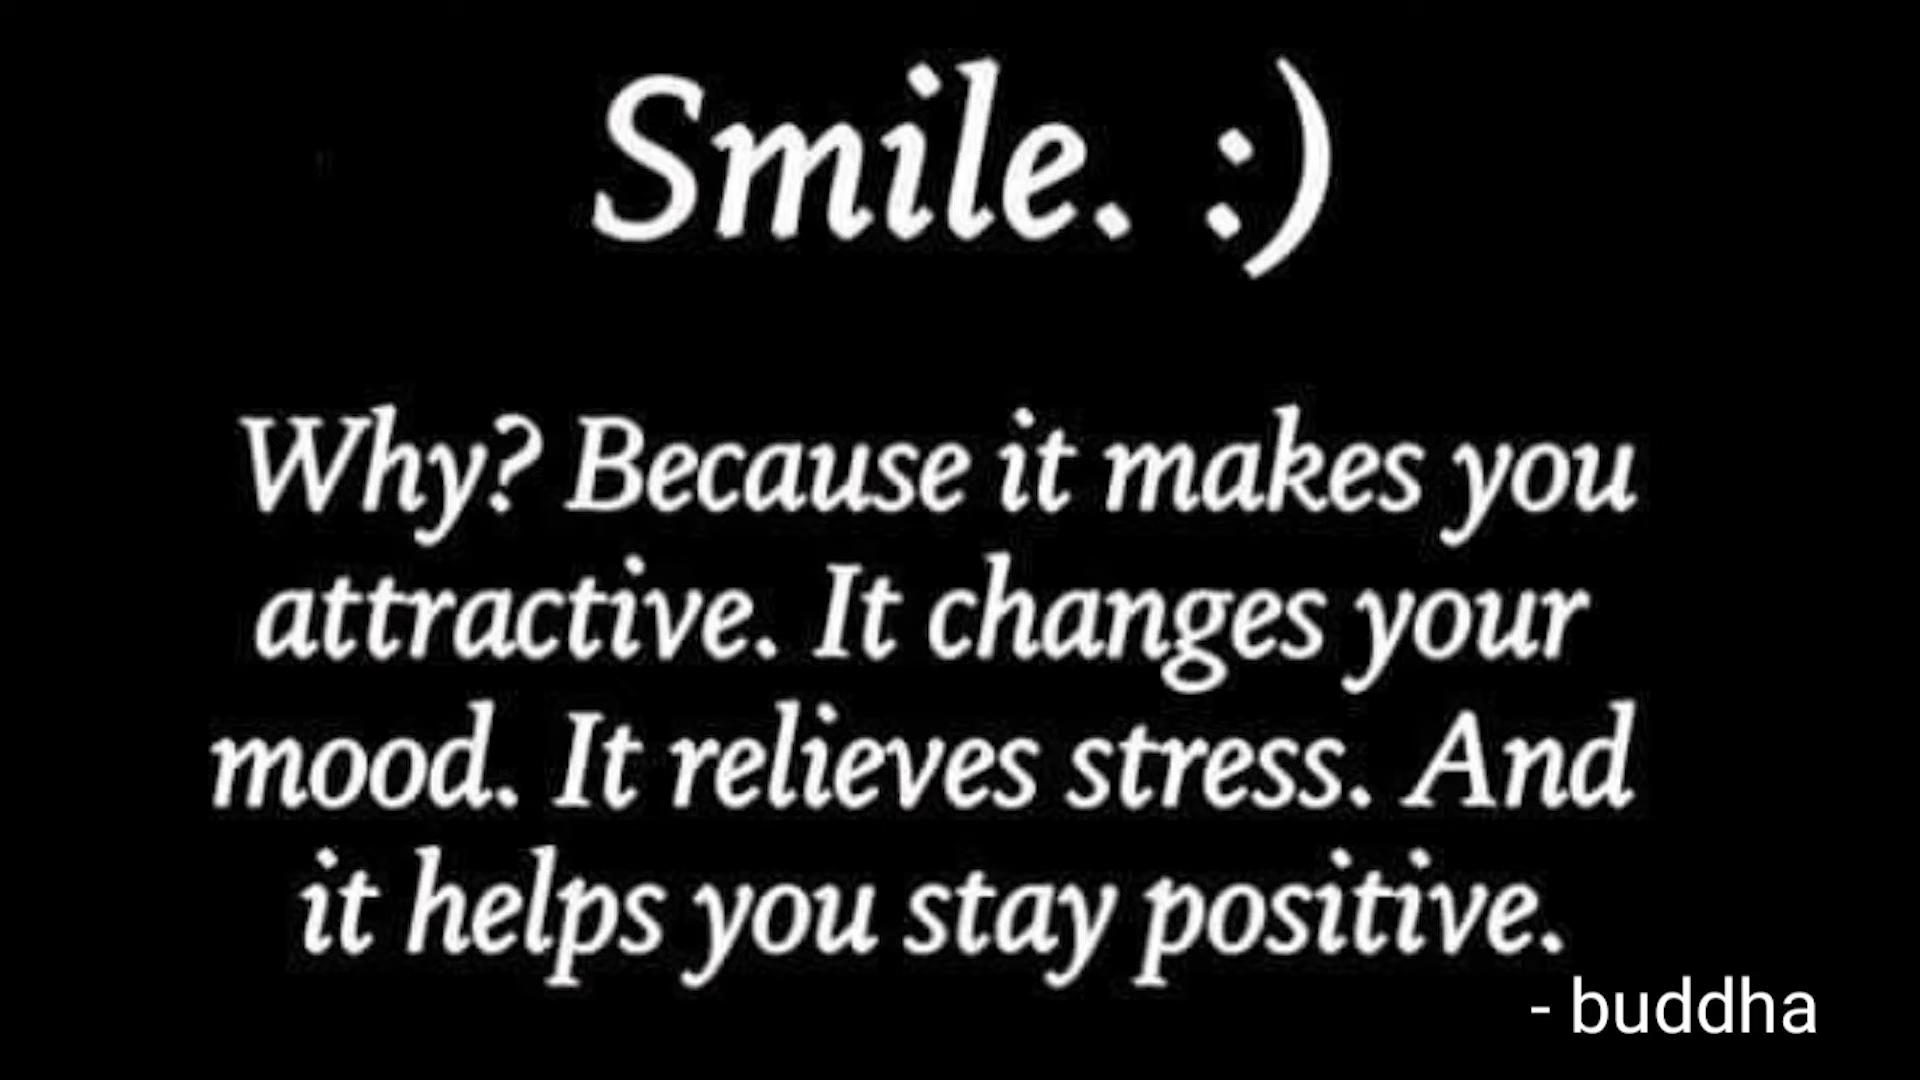 Smile. :)
Why? Because it makes you
attractive. It changes your
mood. It relieves stress. And
it helps you stay positive.
- buddha